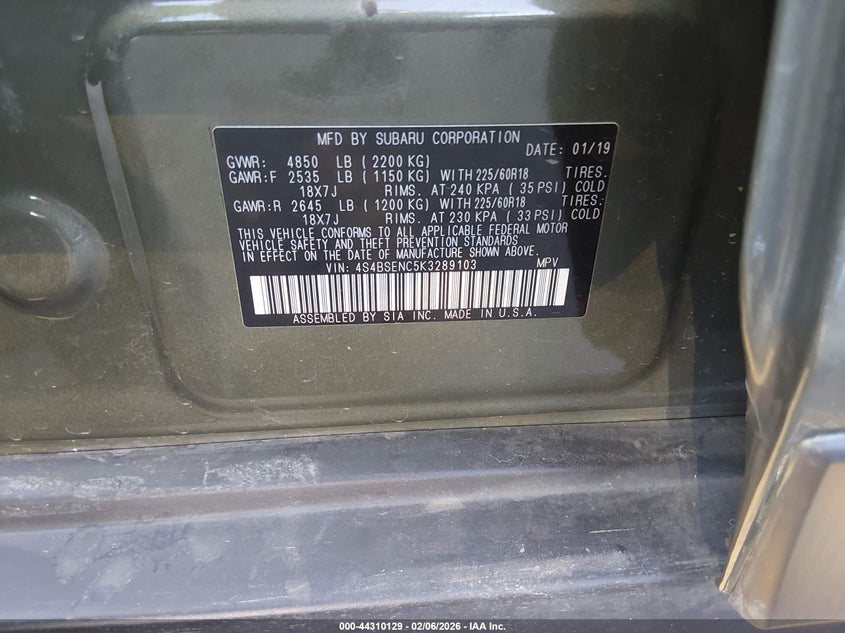 MFD BY SUBARU CORPORATION
DATE: 01/19
GVWR: 4850 LB (2200 KG)
GAWR:F 2535 LB (1150 KG) WITH 225/60R18 TIRES.
18X7J RIMS. AT 240 KPA (35 PSI) COLD
GAWR:R 2645 LB (1200 KG) WITH 225/60R18 TIRES.
18X7J RIMS. AT 230 KPA (33 PSI) COLD
THIS VEHICLE CONFORMS TO ALL APPLICABLE FEDERAL MOTOR
VEHICLE SAFETY AND THEFT PREVENTION STANDARDS
IN EFFECT ON THE DATE OF MANUFACTURE SHOWN ABOVE.
VIN: 4S4BSENC5K3289103 MPV
ASSEMBLED BY SIA INC. MADE IN U.S.A.
000-44310129 - 02/06/2026 - IAA Inc.